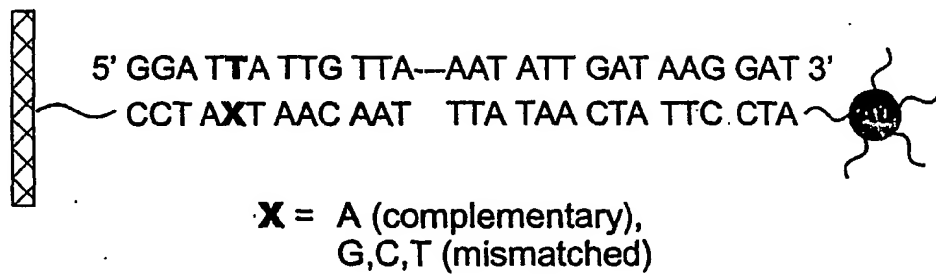 5' GGA TTA TTG TTA---AAT ATT GAT AAG GAT 3'
CCT AXT AAC AAT TTA TAA CTA TTC CTA
Au
X = A (complementary),
G,C,T (mismatched)